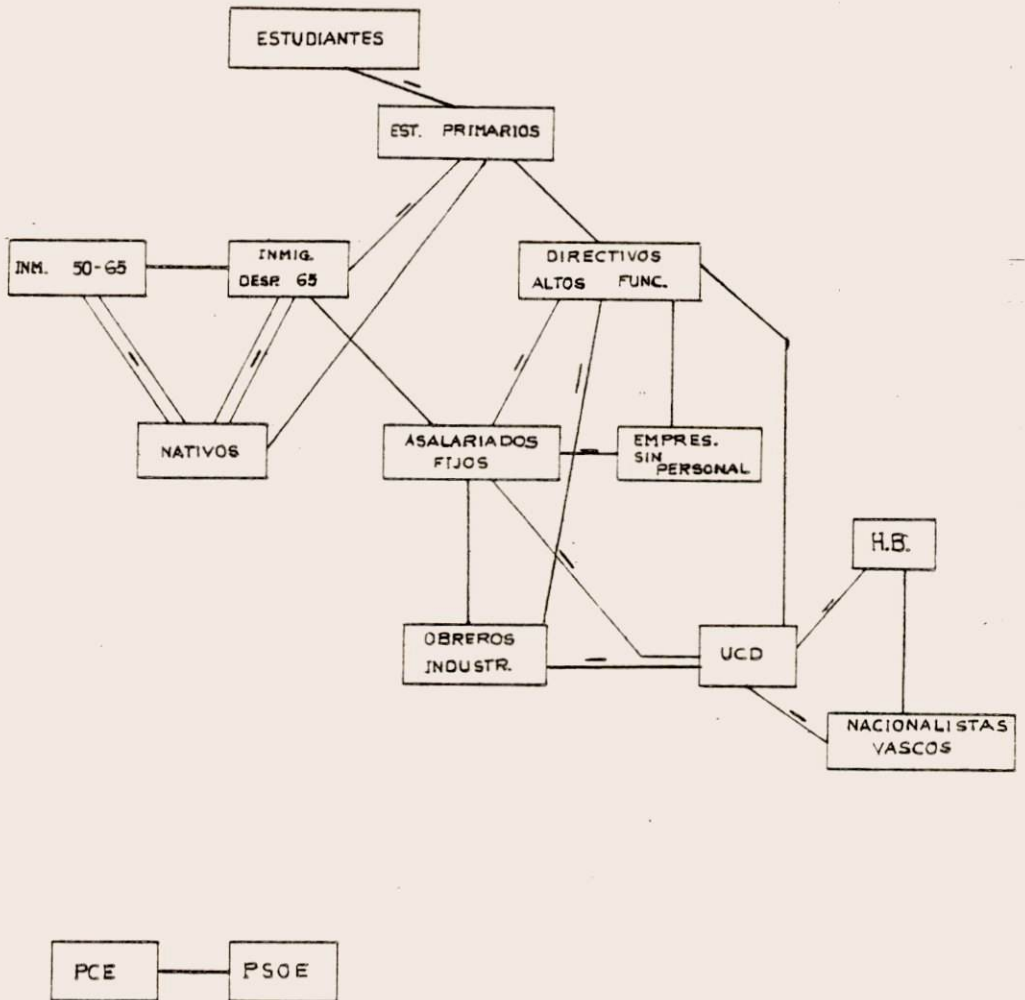 ESTUDIANTES
EST. PRIMARIOS
INM. 50-65
INMIG.
DESP. 65
DIRECTIVOS
ALTOS FUNC.
NATIVOS
ASALARIADOS
FIJOS
EMPRES.
SIN
PERSONAL
H.B.
OBREROS
INDUSTR.
UCD
NACIONALISTAS
VASCOS
PCE
PSOE